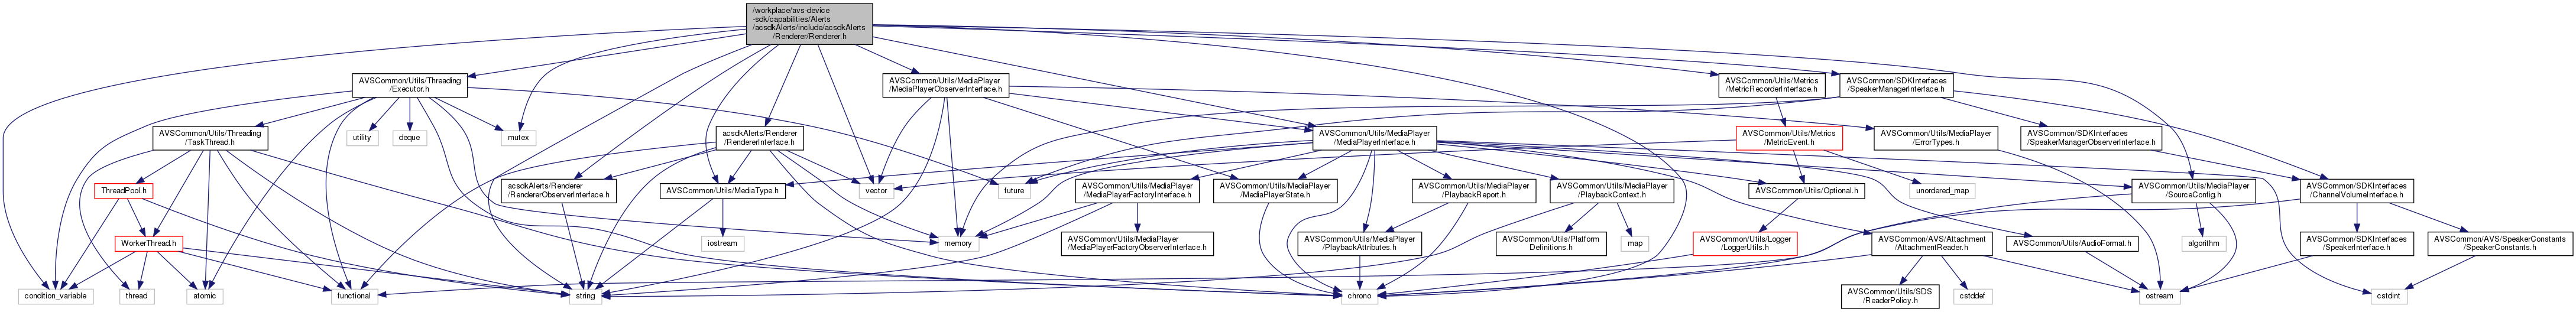 /workplace/avs-device
-sdk/capabilities/Alerts
/acsdkAlerts/include/acsdkAlerts
/Renderer/Renderer.h
AVSCommon/Utils/Threading
/Executor.h
AVSCommon/Utils/MediaPlayer
/MediaPlayerObserverInterface.h
AVSCommon/Utils/Metrics
/MetricRecorderInterface.h
AVSCommon/SDKInterfaces
/SpeakerManagerInterface.h
AVSCommon/Utils/Threading
/TaskThread.h
utility
deque
mutex
acsdkAlerts/Renderer
/RendererInterface.h
AVSCommon/Utils/MediaPlayer
/MediaPlayerInterface.h
AVSCommon/Utils/Metrics
/MetricEvent.h
AVSCommon/Utils/MediaPlayer
/ErrorTypes.h
AVSCommon/SDKInterfaces
/SpeakerManagerObserverInterface.h
ThreadPool.h
acsdkAlerts/Renderer
/RendererObserverInterface.h
AVSCommon/Utils/MediaType.h
vector
future
AVSCommon/Utils/MediaPlayer
/MediaPlayerFactoryInterface.h
AVSCommon/Utils/MediaPlayer
/MediaPlayerState.h
AVSCommon/Utils/MediaPlayer
/PlaybackReport.h
AVSCommon/Utils/MediaPlayer
/PlaybackContext.h
AVSCommon/Utils/Optional.h
unordered_map
AVSCommon/Utils/MediaPlayer
/SourceConfig.h
AVSCommon/SDKInterfaces
/ChannelVolumeInterface.h
WorkerThread.h
iostream
memory
AVSCommon/Utils/MediaPlayer
/MediaPlayerFactoryObserverInterface.h
AVSCommon/Utils/MediaPlayer
/PlaybackAttributes.h
AVSCommon/Utils/Platform
Definitions.h
map
AVSCommon/Utils/Logger
/LoggerUtils.h
AVSCommon/AVS/Attachment
/AttachmentReader.h
AVSCommon/Utils/AudioFormat.h
algorithm
AVSCommon/SDKInterfaces
/SpeakerInterface.h
AVSCommon/AVS/SpeakerConstants
/SpeakerConstants.h
condition_variable
thread
atomic
functional
string
chrono
AVSCommon/Utils/SDS
/ReaderPolicy.h
cstddef
ostream
cstdint